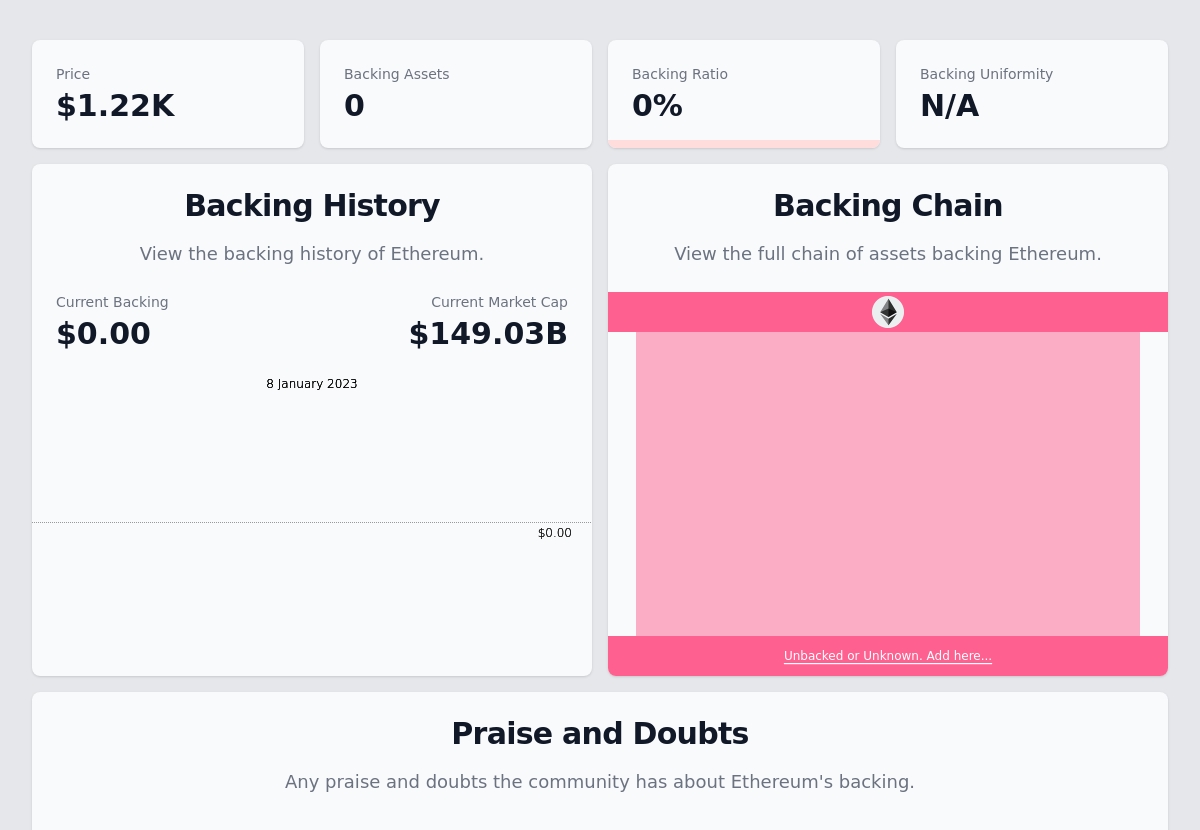 Price
$1.22K
Backing Assets
0
Backing Ratio
0%
Backing Uniformity
N/A
Backing History
View the backing history of Ethereum.
Current Backing
$0.00
Current Market Cap
$149.03B
8 January 2023
$0.00
Backing Chain
View the full chain of assets backing Ethereum.
Unbacked or Unknown. Add here...
Praise and Doubts
Any praise and doubts the community has about Ethereum's backing.